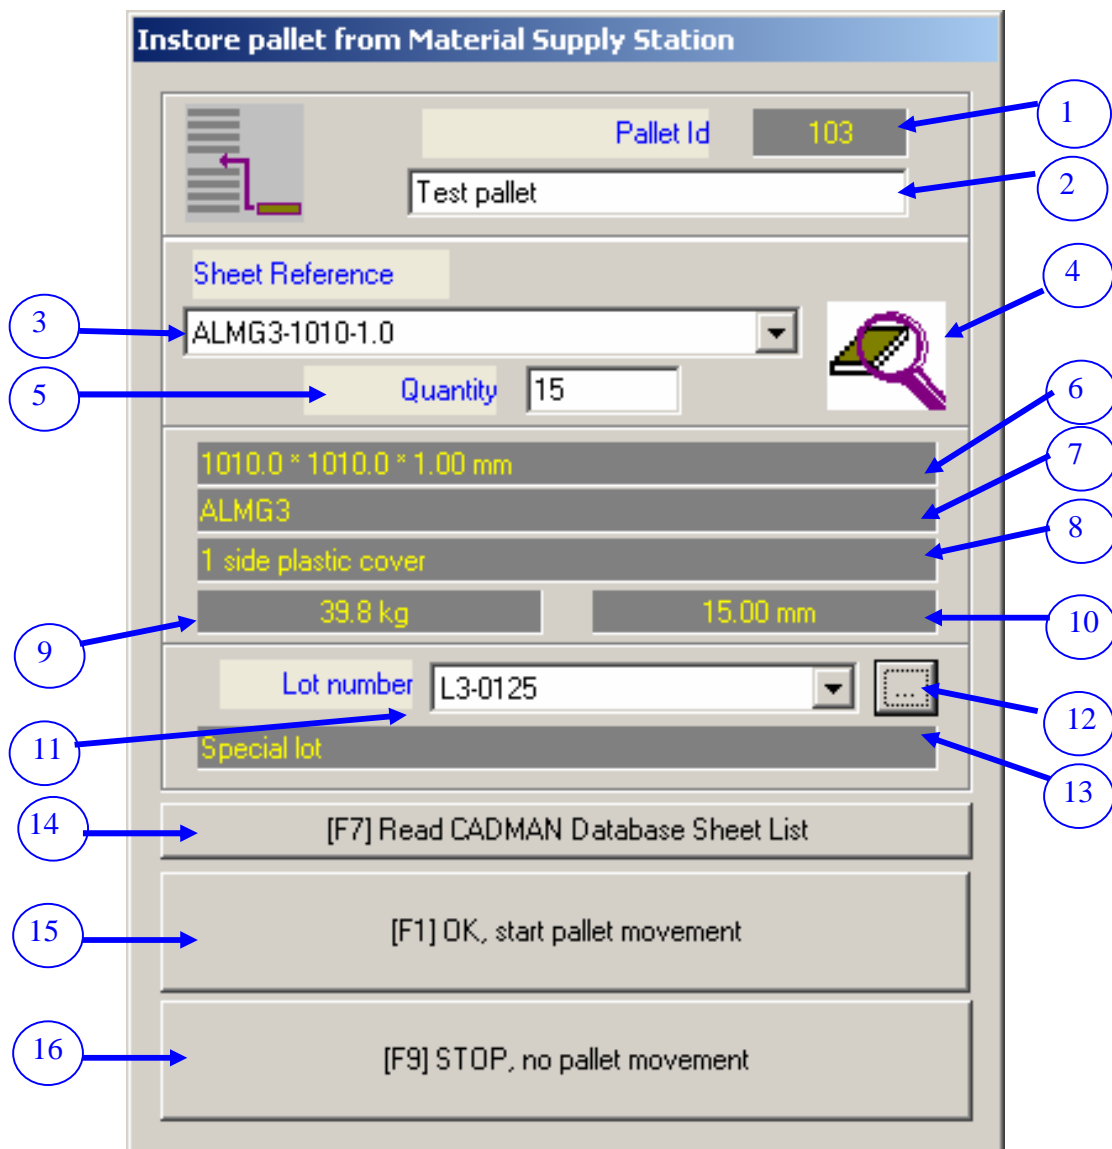 Instore pallet from Material Supply Station
Pallet Id 103 1
Test pallet 2
Sheet Reference 4
3 ALMG3-1010-1.0
5 Quantity 15
1010.0 * 1010.0 * 1.00 mm 6
ALMG3 7
1 side plastic cover 8
9 39.8 kg 15.00 mm 10
Lot number L3-0125 ... 12
11 Special lot 13
14 [F7] Read CADMAN Database Sheet List
15 [F1] OK, start pallet movement
16 [F9] STOP, no pallet movement